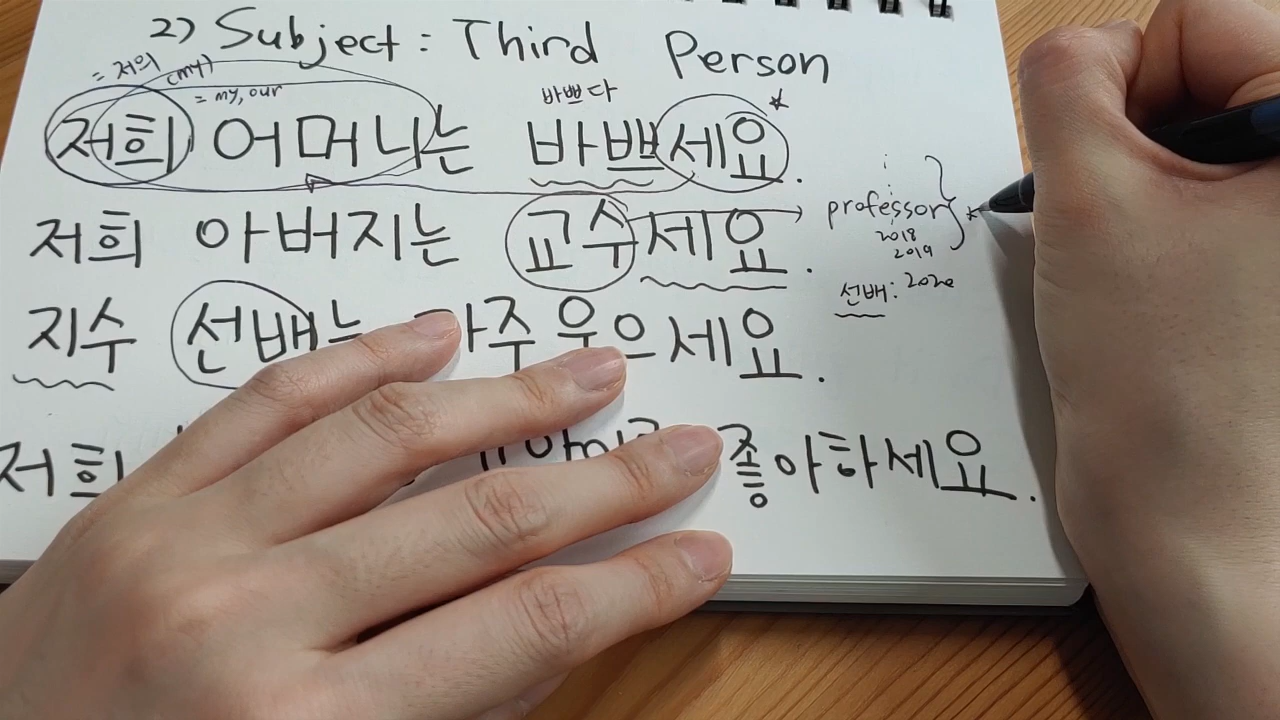 2) Subject : Third Person
= 저의 (my)
= my, our
바쁘다
저희 어머니는 바쁘세요.
저희 아버지는 교수세요.
professor
2018
2019
선배: 2020
지수 선배는 웃으세요.
저희 좋아하세요.